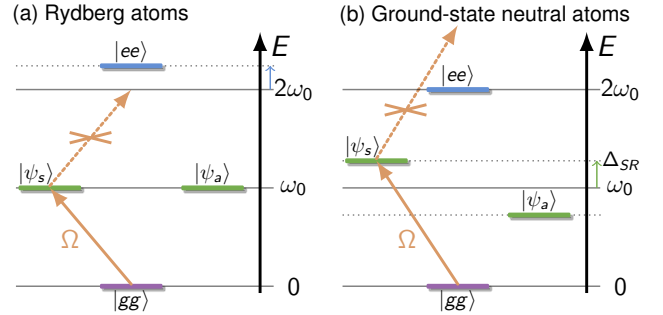 (a) Rydberg atoms
|ee⟩
E
2ω₀
|ψₛ⟩
|ψₐ⟩
ω₀
Ω
0
|gg⟩
(b) Ground-state neutral atoms
E
|ee⟩
2ω₀
|ψₛ⟩
Δ_SR
ω₀
|ψₐ⟩
Ω
0
|gg⟩